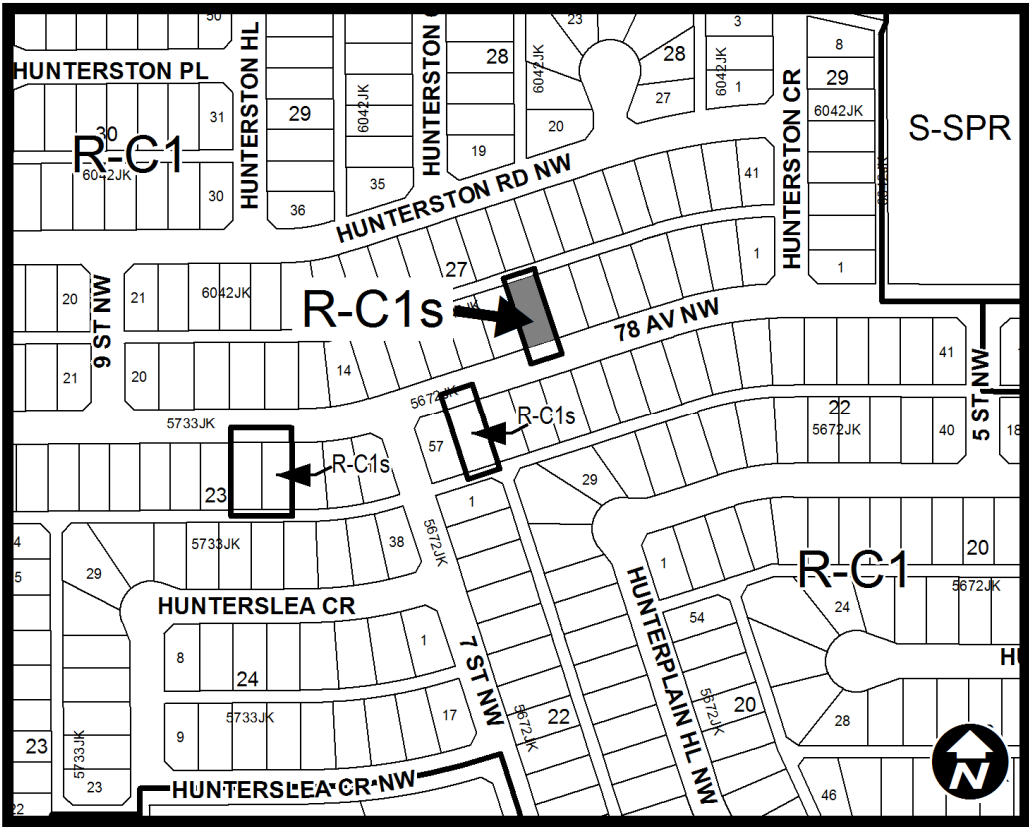 50
HUNTERSTON PL
HUNTERSTON HL
HUNTERSTON
28
6042JK
23
28
27
3
6042JK
1
HUNTERSTON CR
8
29
6042JK
S-SPR
31
30
R-C1
6042JK
30
29
6042JK
36
35
19
20
HUNTERSTON RD NW
41
1
1
20
9 ST NW
21
6042JK
27
R-C1s
78 AV NW
21
20
14
5672JK
5733JK
57
R-C1s
41
5 ST NW
22
5672JK
40
18
23
R-C1s
29
1
4
5
29
5733JK
38
5672JK
1
R-C1
20
5672JK
HUNTERSLEA CR
8
24
1
7 ST NW
HUNTERPLAIN HL NW
54
24
HU
9
5733JK
17
22
5672JK
5672JK
20
28
23
5733JK
23
22
HUNTERSLEA CR NW
46
N